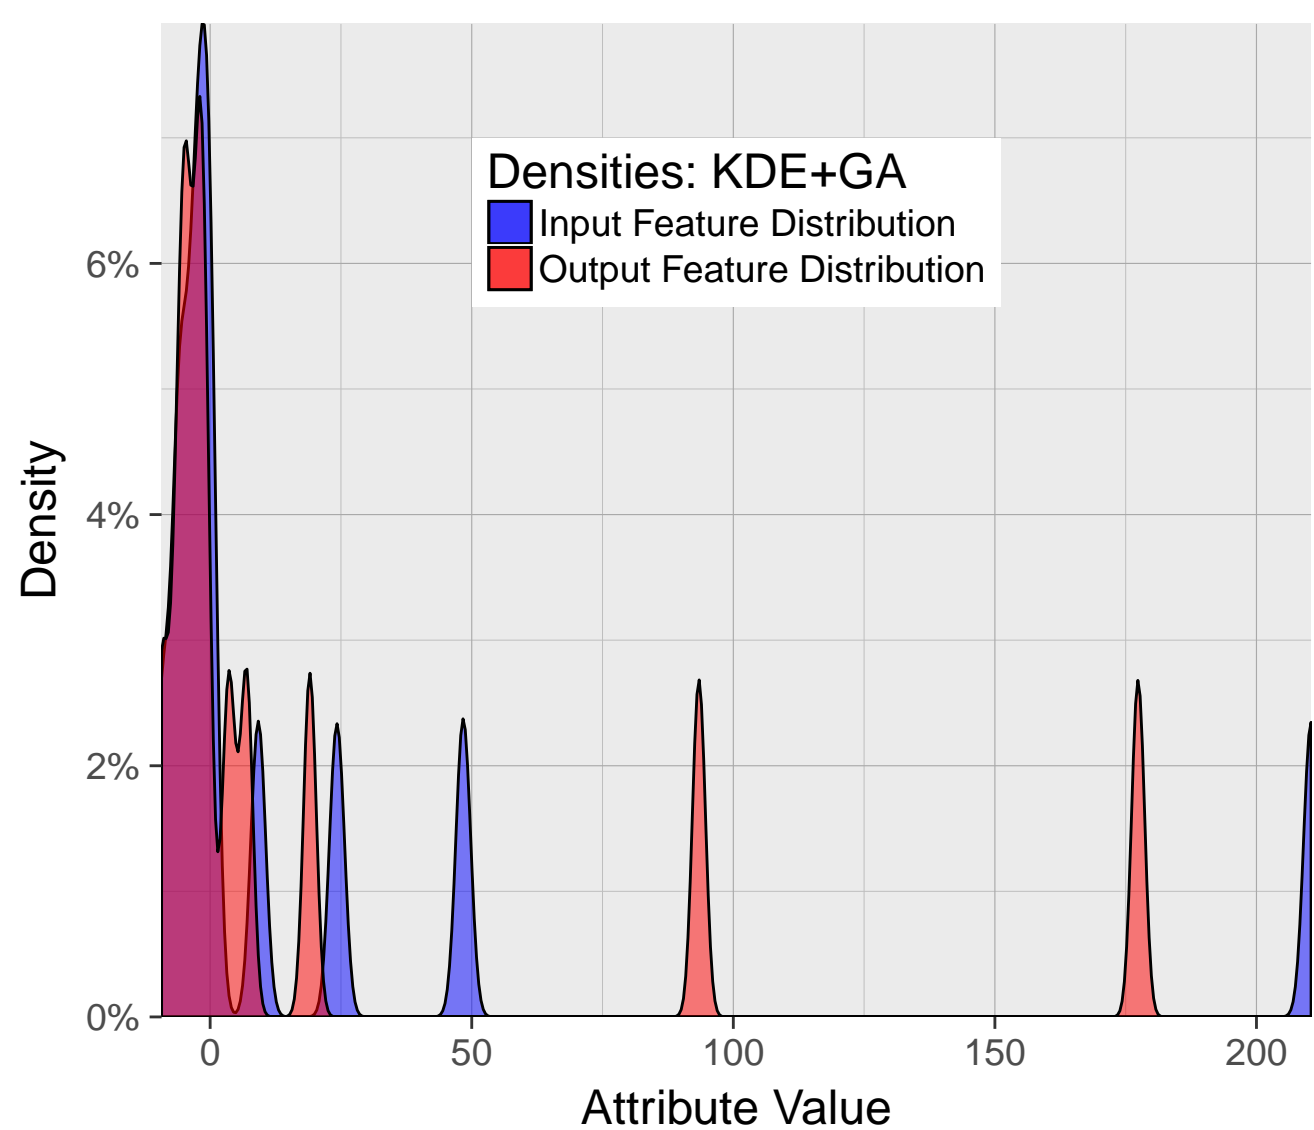 Densities: KDE+GA
Input Feature Distribution
Output Feature Distribution
6%
4%
2%
0%
Density
0 50 100 150 200
Attribute Value